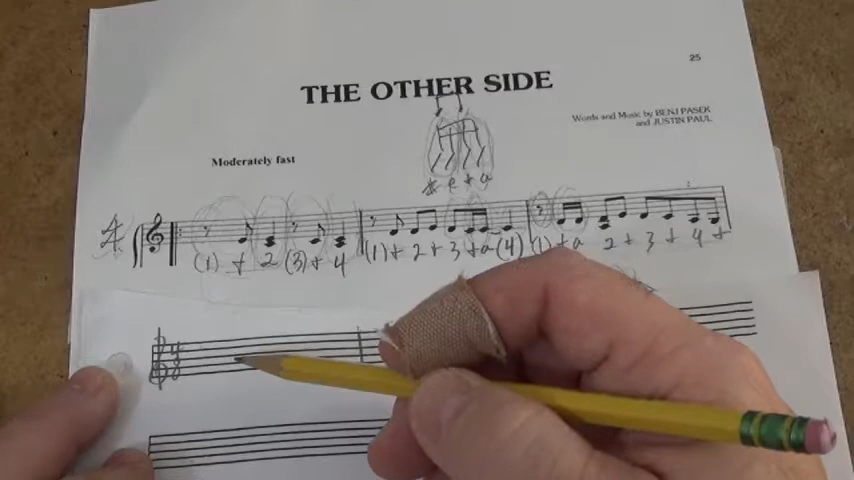 25
THE OTHER SIDE
Words and Music by BENJ PASEK
and JUSTIN PAUL
Moderately fast
e + a
4 (1) + 2 (3) + 4 (1) + 2 + 3 + a (4) (1) + a 2 + 3 + 4 +